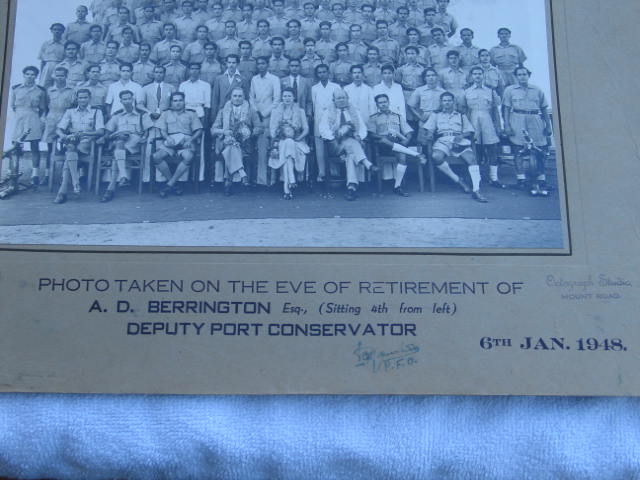 PHOTO TAKEN ON THE EVE OF RETIREMENT OF
A. D. BERRINGTON Esq., (Sitting 4th from left)
DEPUTY PORT CONSERVATOR
Studio,
MOUNT ROAD.
6TH JAN. 1948.
P.F.O.